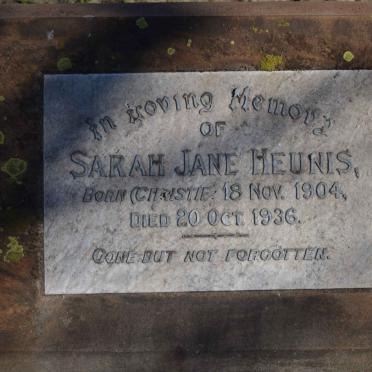 In Loving Memory
OF
SARAH JANE HEUNIS,
BORN (CHRISTIE: 18 NOV. 1904,
DIED 20 OCT. 1936.
GONE BUT NOT FORGOTTEN.